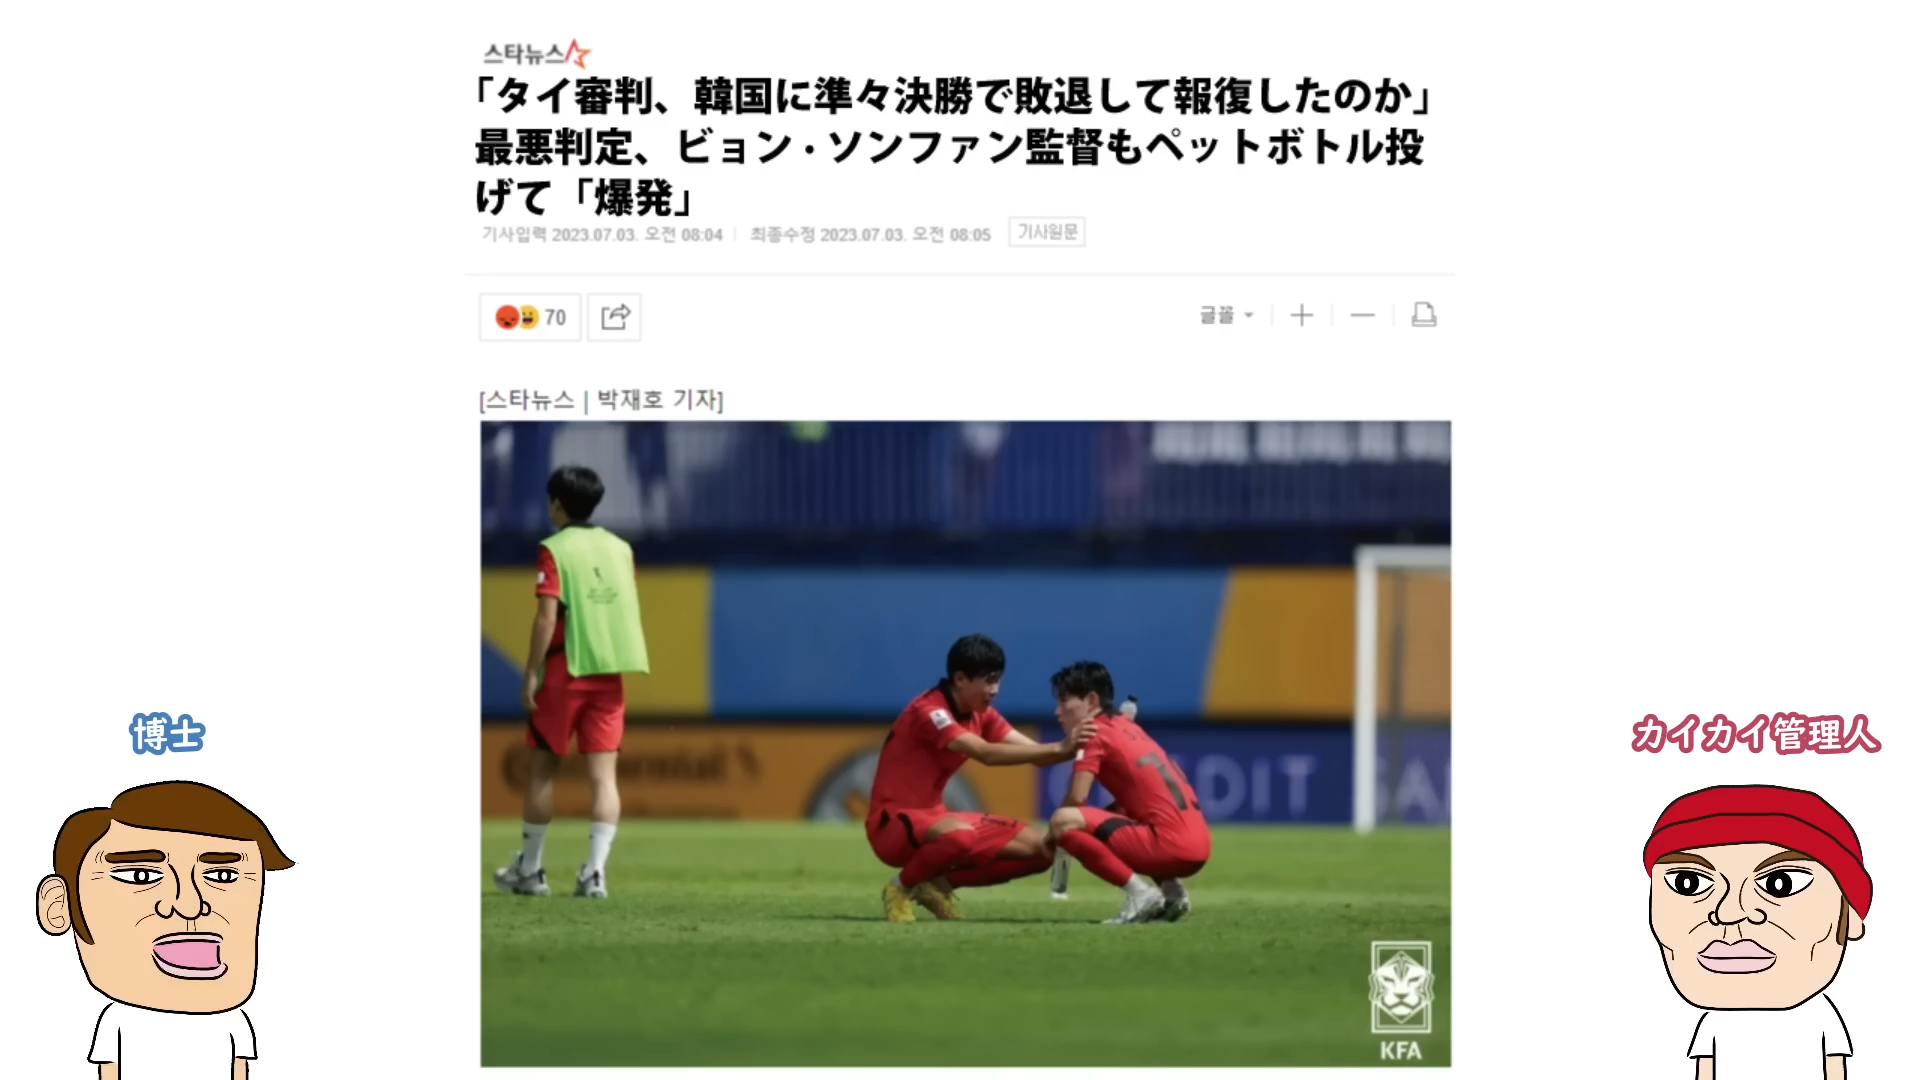 스타뉴스
「タイ審判、韓国に準々決勝で敗退して報復したのか」
最悪判定、ビョン・ソンファン監督もペットボトル投
げて「爆発」
기사입력 2023.07.03. 오전 08:04 최종수정 2023.07.03. 오전 08:05 기사원문
70
글꼴
[스타뉴스 | 박재호 기자]
Continental
KFA
博士
カイカイ管理人